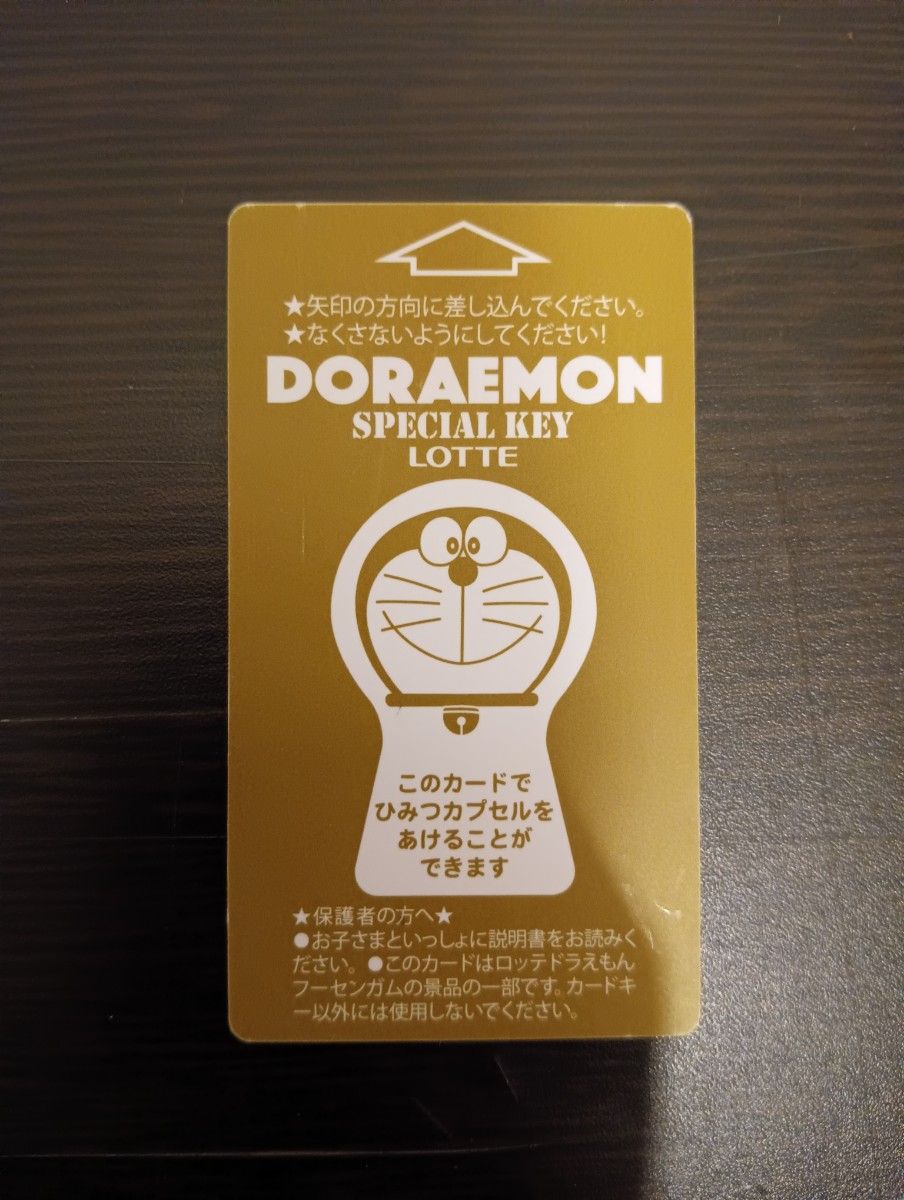 ★矢印の方向に差し込んでください。
★なくさないようにしてください!
DORAEMON
SPECIAL KEY
LOTTE
このカードで
ひみつカプセルを
あけることが
できます
★保護者の方へ★
●お子さまといっしょに説明書をお読みく
ださい。●このカードはロッテドラえもん
フーセンガムの景品の一部です。カードキ
ー以外には使用しないでください。